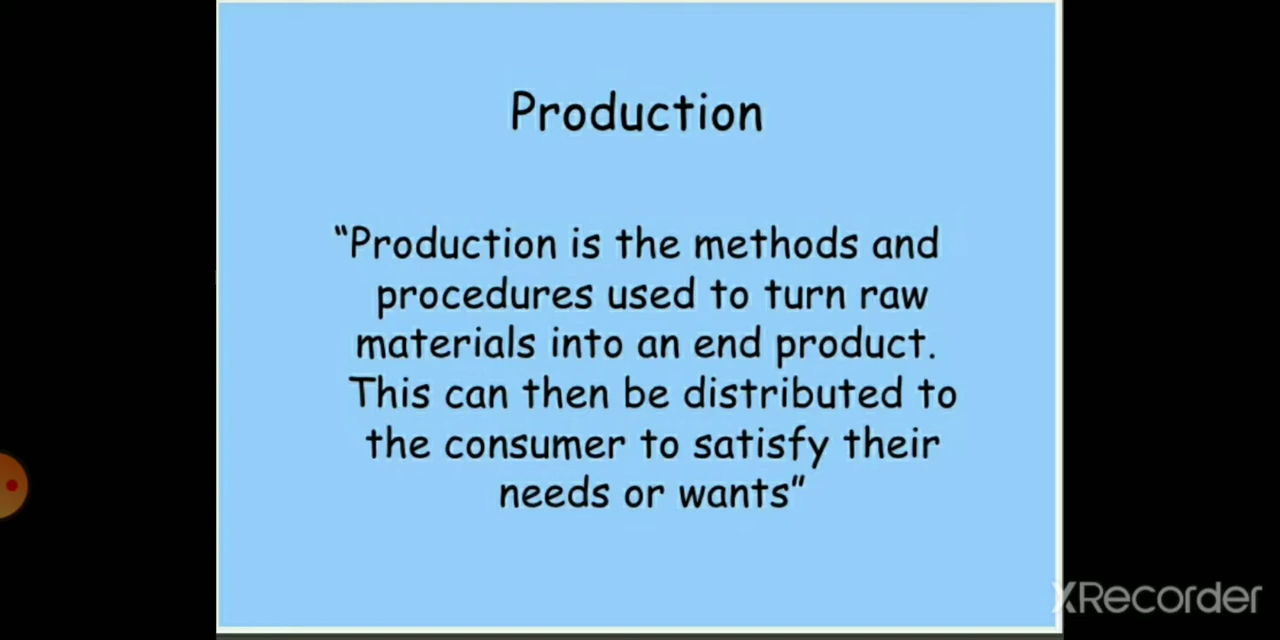 Production
“Production is the methods and
procedures used to turn raw
materials into an end product.
This can then be distributed to
the consumer to satisfy their
needs or wants”
XRecorder